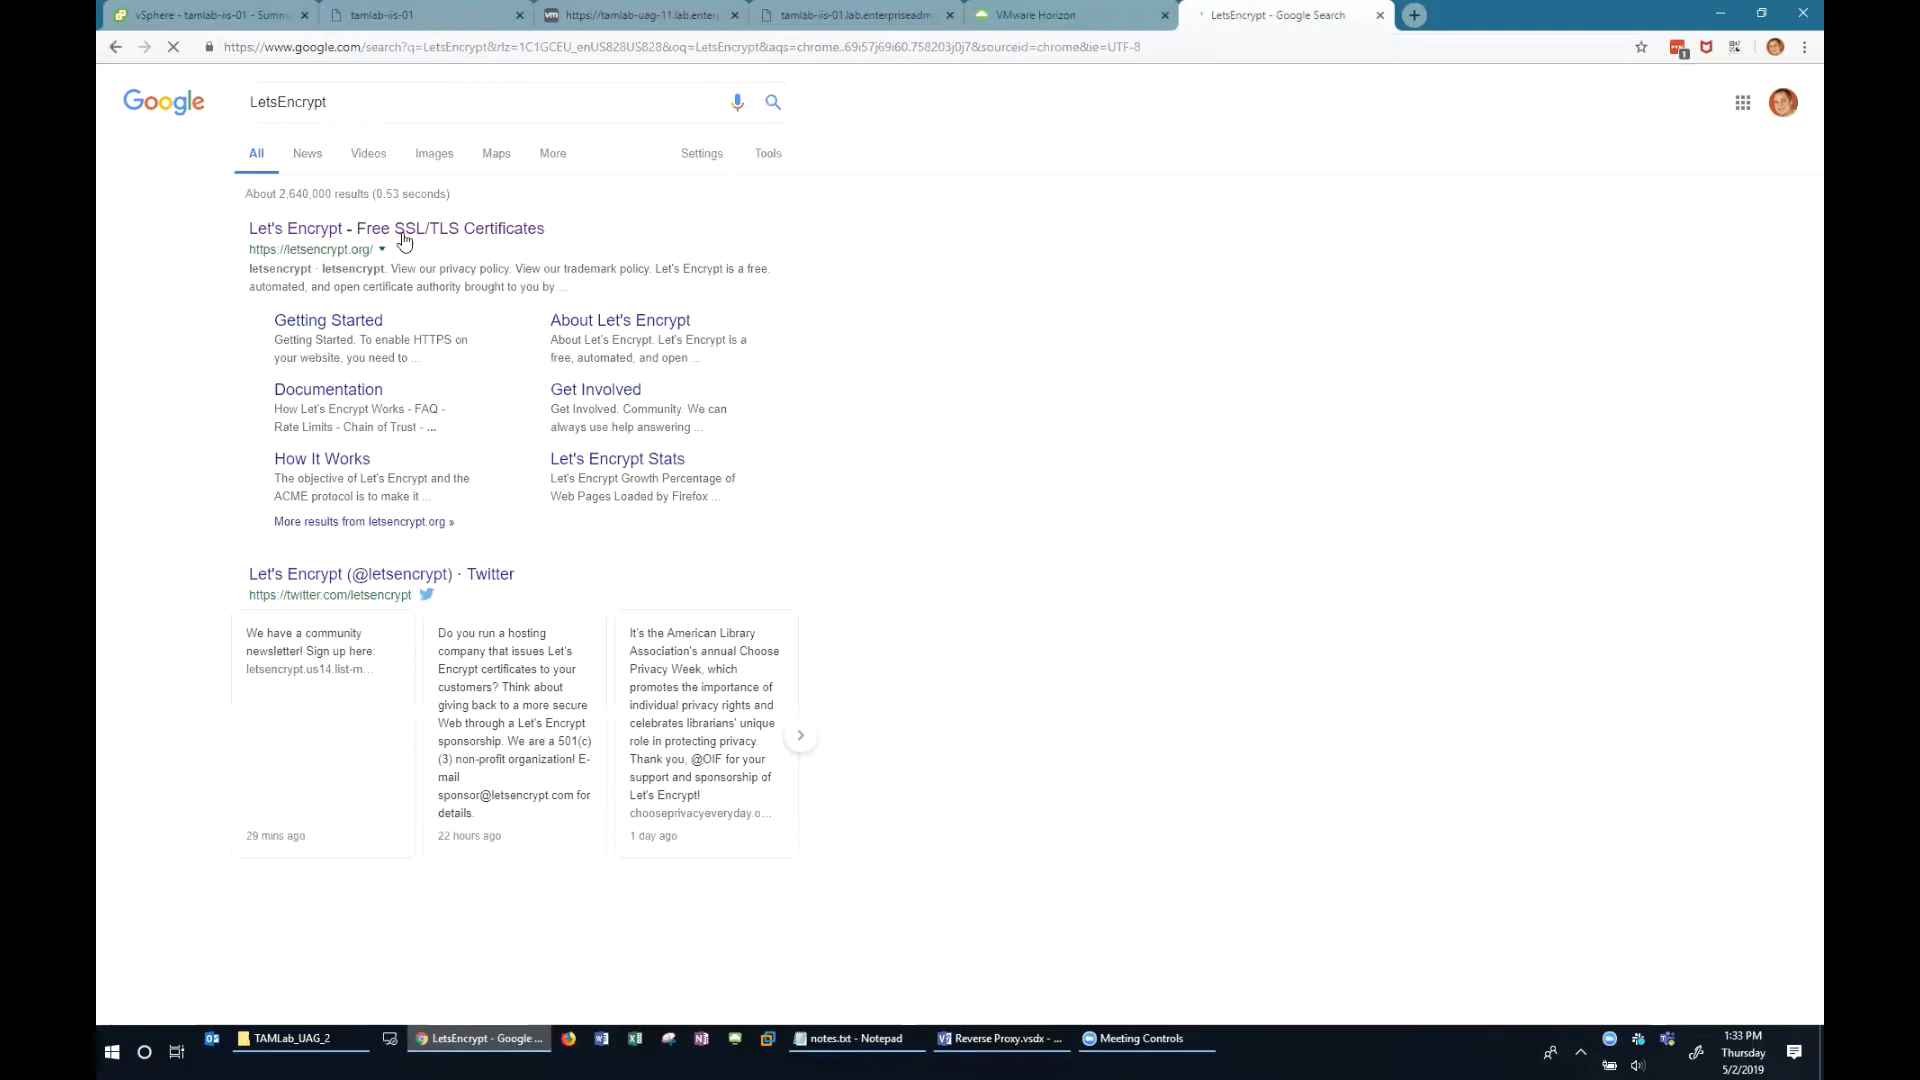 vSphere - tamlab-iis-01 - Summ
tamlab-iis-01
https://tamlab-uag-11.lab.enterp
tamlab-iis-01.lab.enterpriseadm
VMware Horizon
LetsEncrypt - Google Search
https://www.google.com/search?q=LetsEncrypt&rlz=1C1GCEU_enUS828US828&oq=LetsEncrypt&aqs=chrome..69i57j69i60.758203j0j7&sourceid=chrome&ie=UTF-8
1
Google
LetsEncrypt
All News Videos Images Maps More Settings Tools
About 2,640,000 results (0.53 seconds)
Let's Encrypt - Free SSL/TLS Certificates
https://letsencrypt.org/
letsencrypt - letsencrypt. View our privacy policy. View our trademark policy. Let's Encrypt is a free,
automated, and open certificate authority brought to you by ...
Getting Started
Getting Started. To enable HTTPS on
your website, you need to ...
About Let's Encrypt
About Let's Encrypt. Let's Encrypt is a
free, automated, and open ...
Documentation
How Let's Encrypt Works - FAQ -
Rate Limits - Chain of Trust - ...
Get Involved
Get Involved. Community. We can
always use help answering ...
How It Works
The objective of Let's Encrypt and the
ACME protocol is to make it ...
Let's Encrypt Stats
Let's Encrypt Growth Percentage of
Web Pages Loaded by Firefox ...
More results from letsencrypt.org »
Let's Encrypt (@letsencrypt) · Twitter
https://twitter.com/letsencrypt
We have a community
newsletter! Sign up here:
letsencrypt.us14.list-m...
29 mins ago
Do you run a hosting
company that issues Let's
Encrypt certificates to your
customers? Think about
giving back to a more secure
Web through a Let's Encrypt
sponsorship. We are a 501(c)
(3) non-profit organization! E-
mail
sponsor@letsencrypt.com for
details.
22 hours ago
It's the American Library
Association's annual Choose
Privacy Week, which
promotes the importance of
individual privacy rights and
celebrates librarians' unique
role in protecting privacy.
Thank you, @OIF for your
support and sponsorship of
Let's Encrypt!
chooseprivacyeveryday.o...
1 day ago
TAMLab_UAG_2
LetsEncrypt - Google ...
notes.txt - Notepad
Reverse Proxy.vsdx - ...
Meeting Controls
1:33 PM
Thursday
5/2/2019